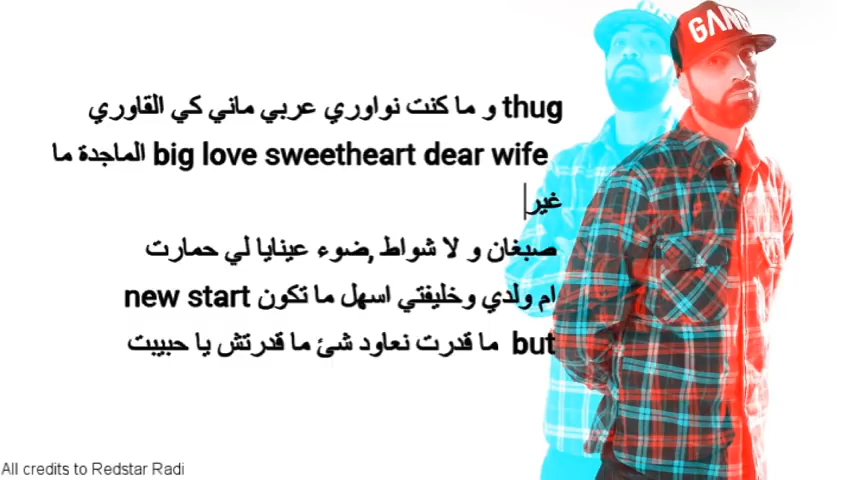 GANG
thug و ما كنت نواوري عربي ماني كي القاوري
big love sweetheart dear wife الماجدة ما
غير
صبغان و لا شواط ,ضوء عينايا لي حمارت
ام ولدي وخليفتي اسهل ما تكون new start
but ما قدرت نعاود شئ ما قدرتش يا حبيبت
All credits to Redstar Radi